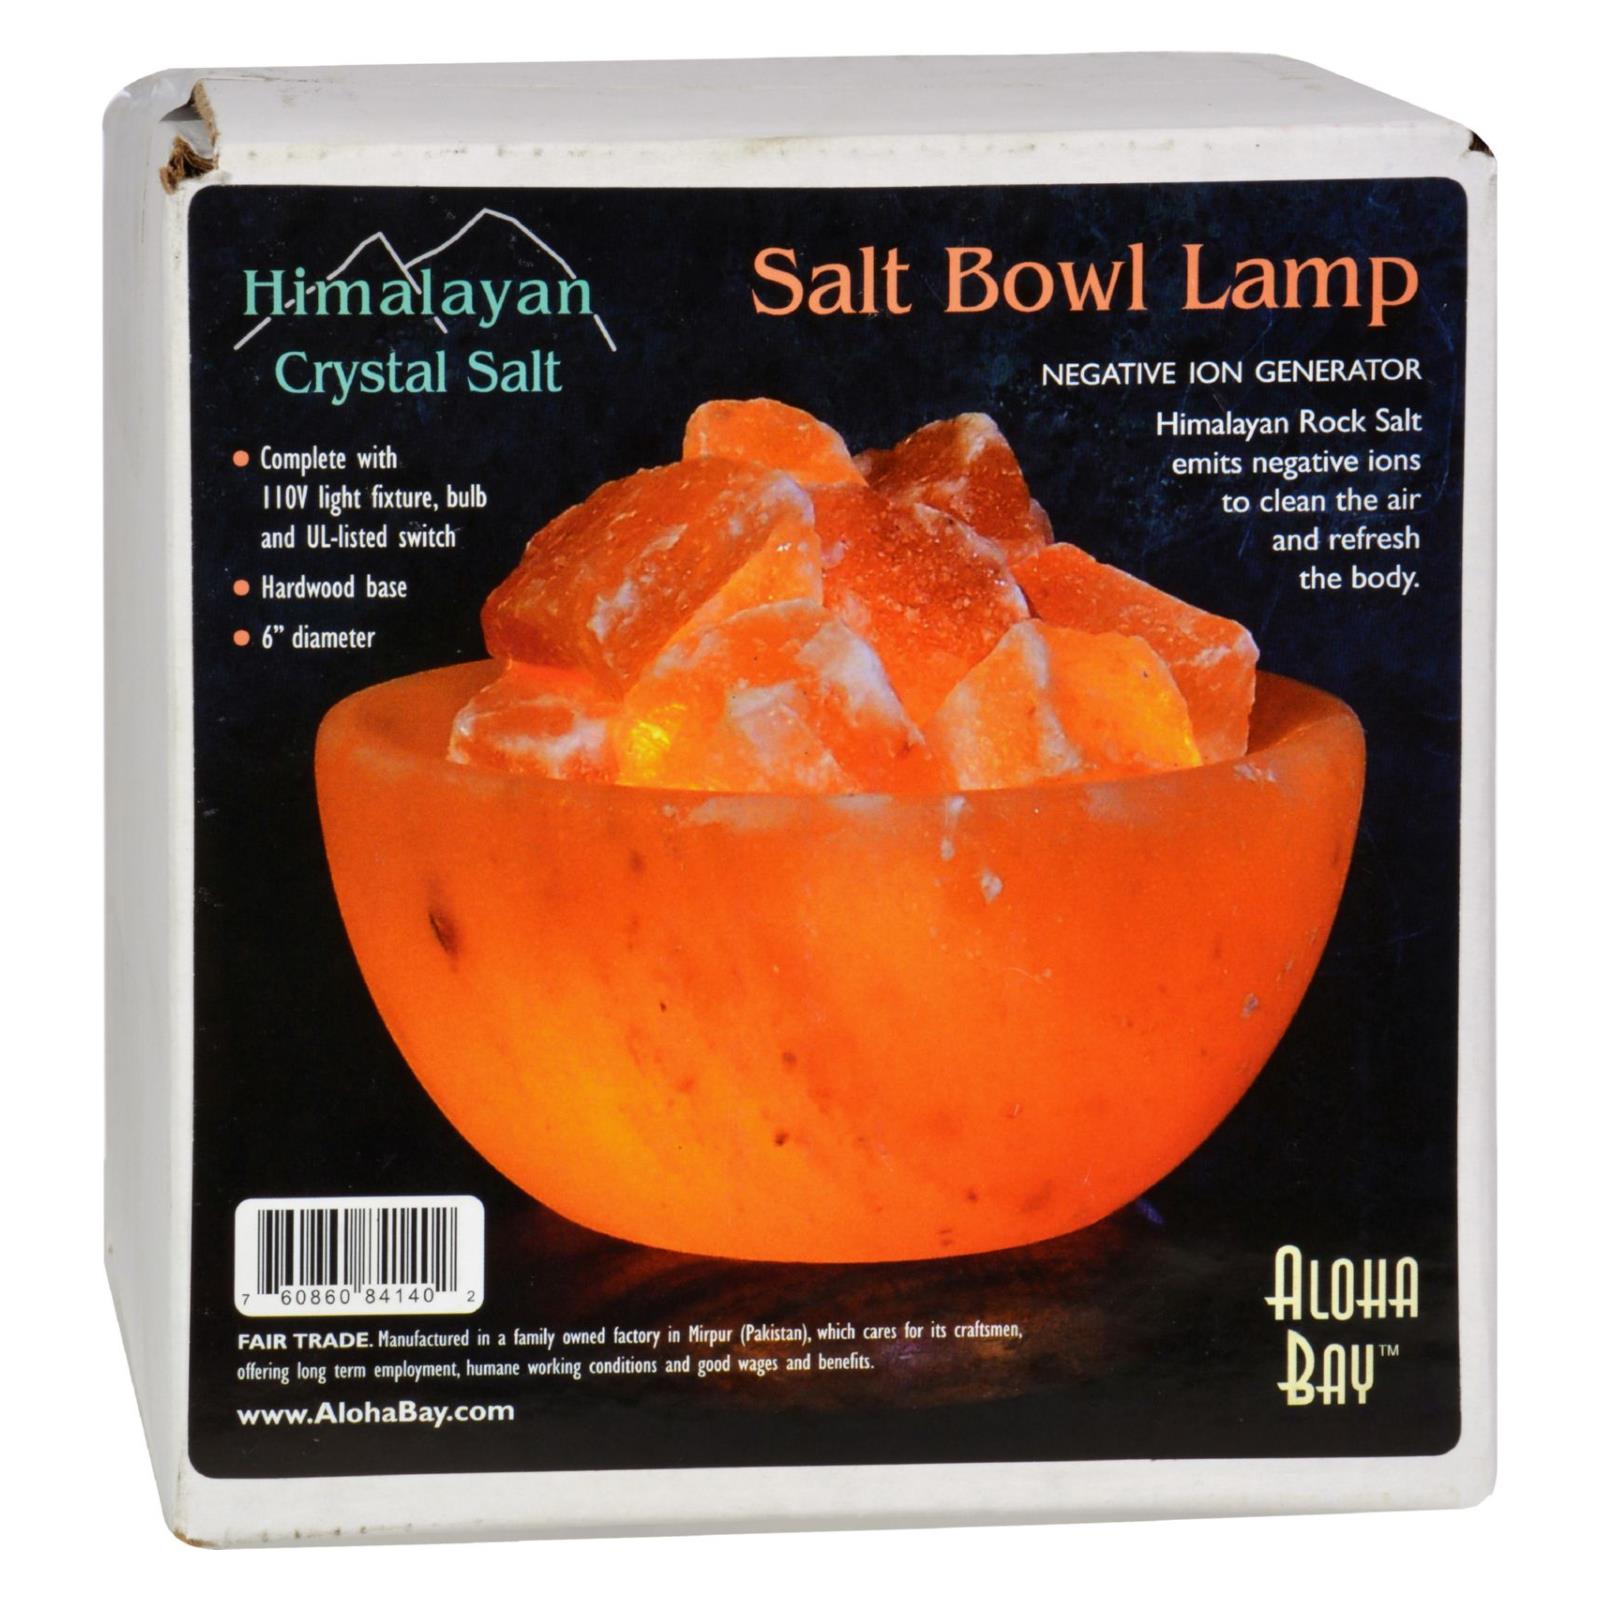 Himalayan
Crystal Salt
Salt Bowl Lamp
NEGATIVE ION GENERATOR
Himalayan Rock Salt
emits negative ions
to clean the air
and refresh
the body.
• Complete with
110V light fixture, bulb
and UL-listed switch
• Hardwood base
• 6” diameter
7 60860 84140 2
FAIR TRADE. Manufactured in a family owned factory in Mirpur (Pakistan), which cares for its craftsmen,
offering long term employment, humane working conditions and good wages and benefits.
www.AlohaBay.com
ALOHA
BAY™